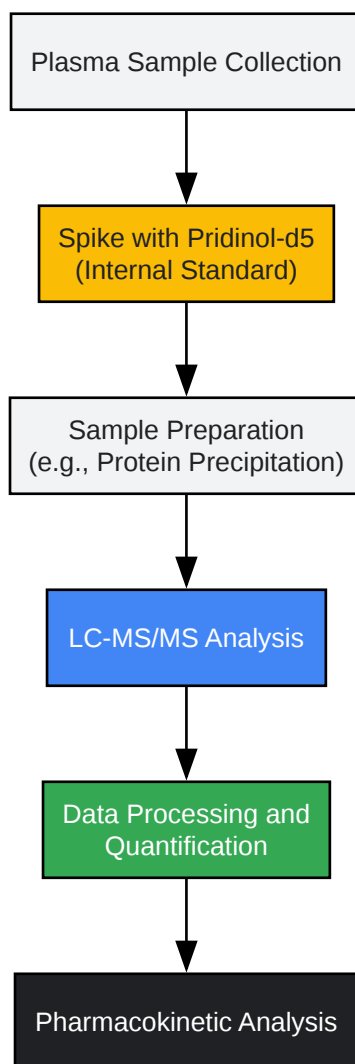 Plasma Sample Collection
Spike with Pridinol-d5
(Internal Standard)
Sample Preparation
(e.g., Protein Precipitation)
LC-MS/MS Analysis
Data Processing and
Quantification
Pharmacokinetic Analysis